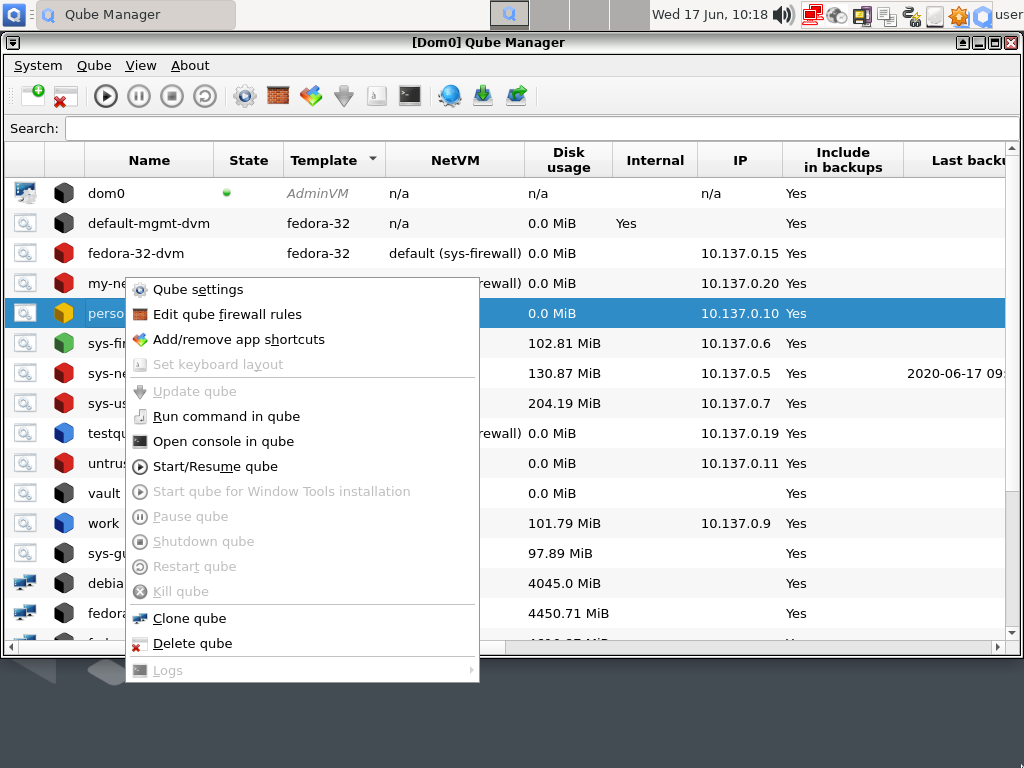 Qube Manager
Wed 17 Jun, 10:18
user
[Dom0] Qube Manager
System Qube View About
Search:
Name State Template NetVM Disk usage Internal IP Include in backups Last backu
dom0 AdminVM n/a n/a n/a Yes
default-mgmt-dvm fedora-32 n/a 0.0 MiB Yes Yes
fedora-32-dvm fedora-32 default (sys-firewall) 0.0 MiB 10.137.0.15 Yes
my-ne rewall) 0.0 MiB 10.137.0.20 Yes
perso 0.0 MiB 10.137.0.10 Yes
sys-fir 102.81 MiB 10.137.0.6 Yes
sys-ne 130.87 MiB 10.137.0.5 Yes 2020-06-17 09:
sys-us 204.19 MiB 10.137.0.7 Yes
testqu rewall) 0.0 MiB 10.137.0.19 Yes
untrus 0.0 MiB 10.137.0.11 Yes
vault 0.0 MiB Yes
work 101.79 MiB 10.137.0.9 Yes
sys-gu 97.89 MiB Yes
debia 4045.0 MiB Yes
fedora 4450.71 MiB Yes
Qube settings
Edit qube firewall rules
Add/remove app shortcuts
Set keyboard layout
Update qube
Run command in qube
Open console in qube
Start/Resume qube
Start qube for Window Tools installation
Pause qube
Shutdown qube
Restart qube
Kill qube
Clone qube
Delete qube
Logs